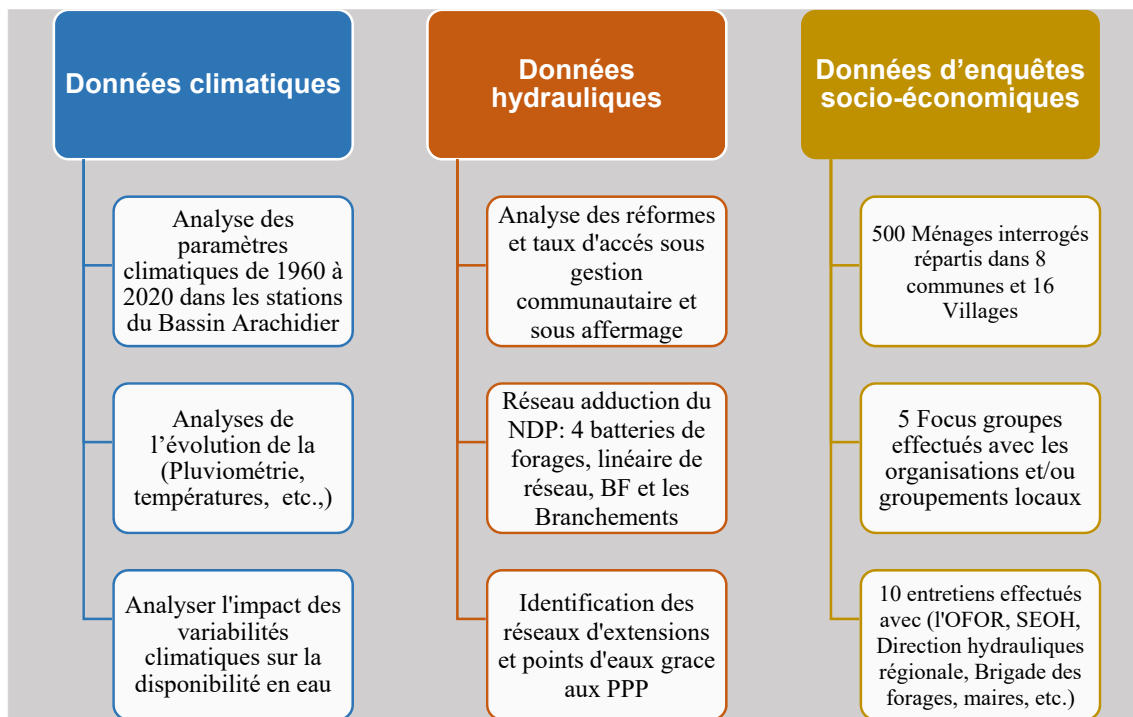 Données climatiques
Analyse des
paramètres
climatiques de 1960 à
2020 dans les stations
du Bassin Arachidier
Analyses de
l’évolution de la
(Pluviométrie,
températures, etc.,)
Analyser l'impact des
variabilités
climatiques sur la
disponibilité en eau
Données
hydrauliques
Analyse des réformes
et taux d'accés sous
gestion
communautaire et
sous affermage
Réseau adduction du
NDP: 4 batteries de
forages, linéaire de
réseau, BF et les
Branchements
Identification des
réseaux d'extensions
et points d'eaux grace
aux PPP
Données d’enquêtes
socio-économiques
500 Ménages interrogés
répartis dans 8
communes et 16
Villages
5 Focus groupes
effectués avec les
organisations et/ou
groupements locaux
10 entretiens effectués
avec (l'OFOR, SEOH,
Direction hydrauliques
régionale, Brigade des
forages, maires, etc.)